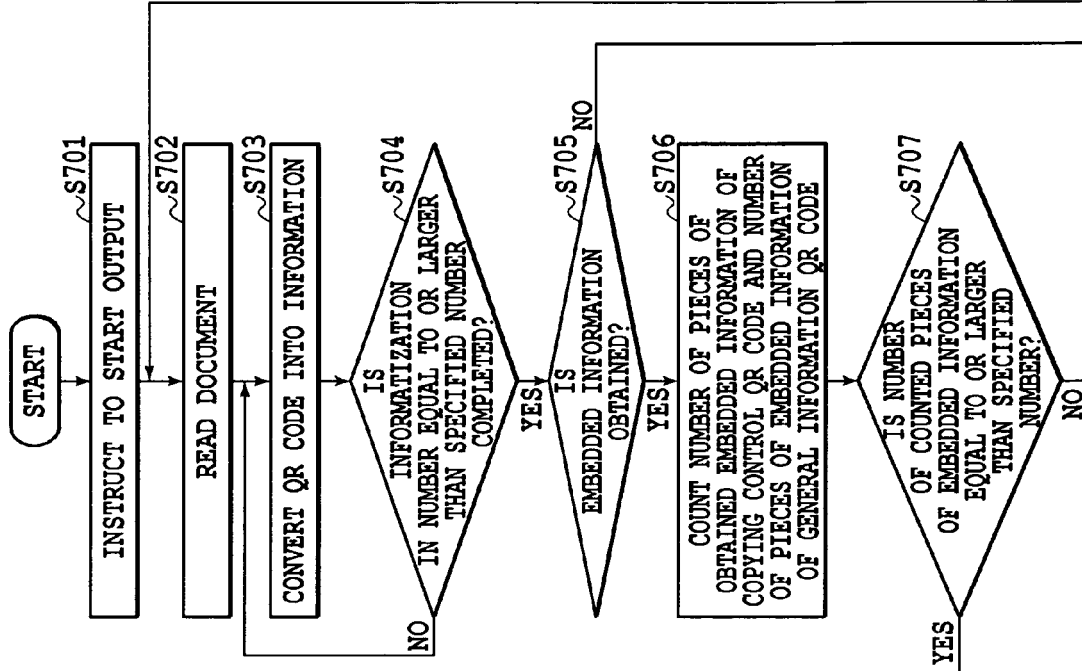 START
INSTRUCT TO START OUTPUT
S701
READ DOCUMENT
S702
CONVERT QR CODE INTO INFORMATION
S703
IS
INFORMATIZATION
IN NUMBER EQUAL TO OR LARGER
THAN SPECIFIED NUMBER
COMPLETED?
S704
NO
YES
IS
EMBEDDED INFORMATION
OBTAINED?
S705
NO
YES
COUNT NUMBER OF PIECES OF
OBTAINED EMBEDDED INFORMATION OF
COPYING CONTROL QR CODE AND NUMBER
OF PIECES OF EMBEDDED INFORMATION
OF GENERAL INFORMATION QR CODE
S706
IS NUMBER
OF COUNTED PIECES
OF EMBEDDED INFORMATION
EQUAL TO OR LARGER
THAN SPECIFIED
NUMBER?
S707
YES
NO